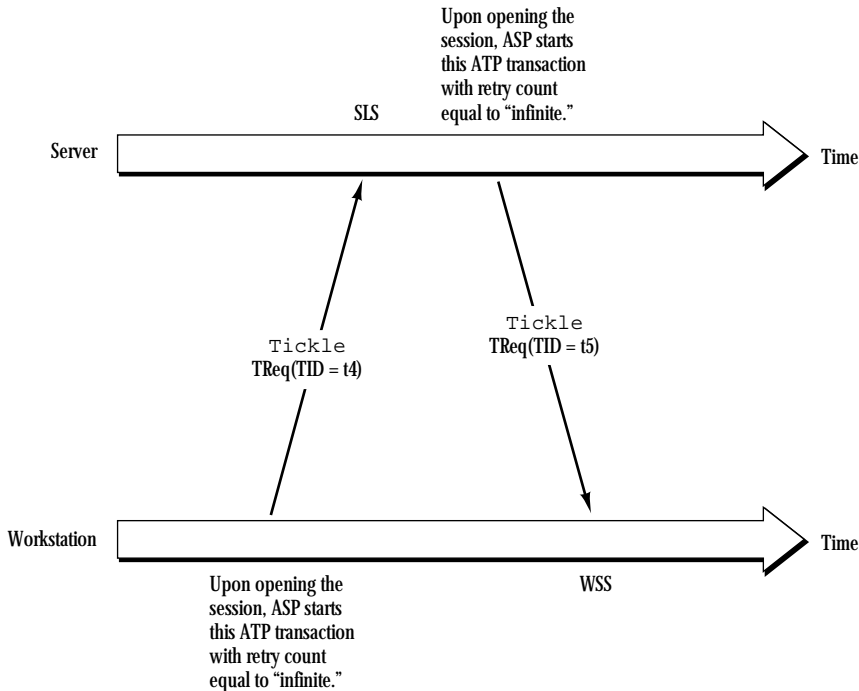 Upon opening the
session, ASP starts
this ATP transaction
with retry count
equal to “infinite.”
SLS
Server
Time
Tickle
TReq(TID = t4)
Tickle
TReq(TID = t5)
Workstation
Time
Upon opening the
session, ASP starts
this ATP transaction
with retry count
equal to “infinite.”
WSS